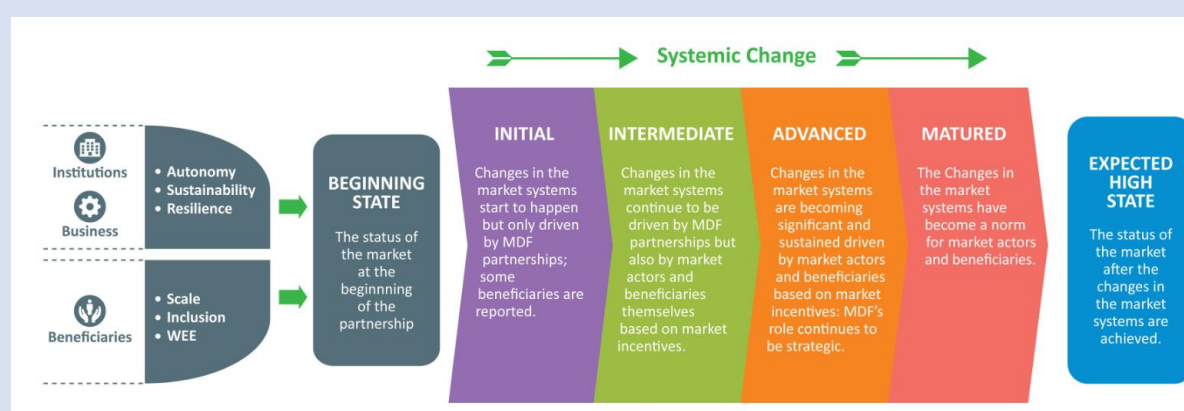 Systemic Change
Institutions
Business
• Autonomy
• Sustainability
• Resilience
Beneficiaries
• Scale
• Inclusion
• WEE
BEGINNING
STATE
The status of
the market
at the
beginnning
of the
partnership
INITIAL
Changes in the
market systems
start to happen
but only driven
by MDF
partnerships;
some
beneficiaries are
reported.
INTERMEDIATE
Changes in the
market systems
continue to be
driven by MDF
partnerships but
also by market
actors and
beneficiaries
themselves
based on market
incentives.
ADVANCED
Changes in the
market systems
are becoming
significant and
sustained driven
by market actors
and beneficiaries
based on market
incentives: MDF’s
role continues to
be strategic.
MATURED
The Changes in
the market
systems have
become a norm
for market actors
and beneficiaries.
EXPECTED
HIGH
STATE
The status of
the market
after the
changes in
the market
systems are
achieved.